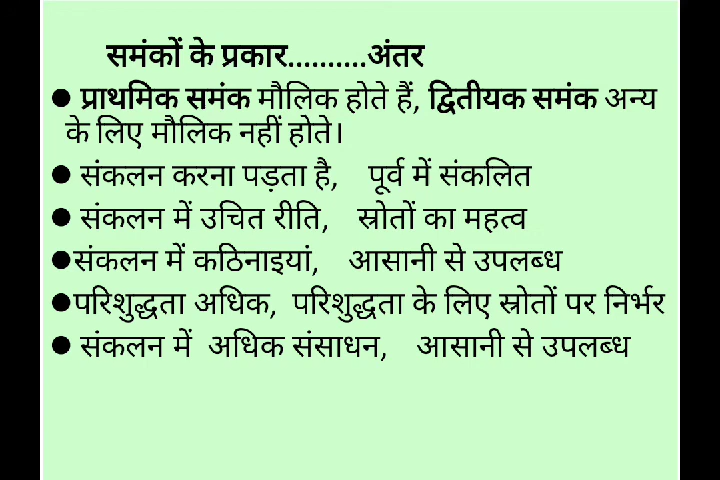 समंकों के प्रकार..........अंतर
● प्राथमिक समंक मौलिक होते हैं, द्वितीयक समंक अन्य
के लिए मौलिक नहीं होते।
● संकलन करना पड़ता है, पूर्व में संकलित
● संकलन में उचित रीति, स्रोतों का महत्व
●संकलन में कठिनाइयां, आसानी से उपलब्ध
●परिशुद्धता अधिक, परिशुद्धता के लिए स्रोतों पर निर्भर
● संकलन में अधिक संसाधन, आसानी से उपलब्ध